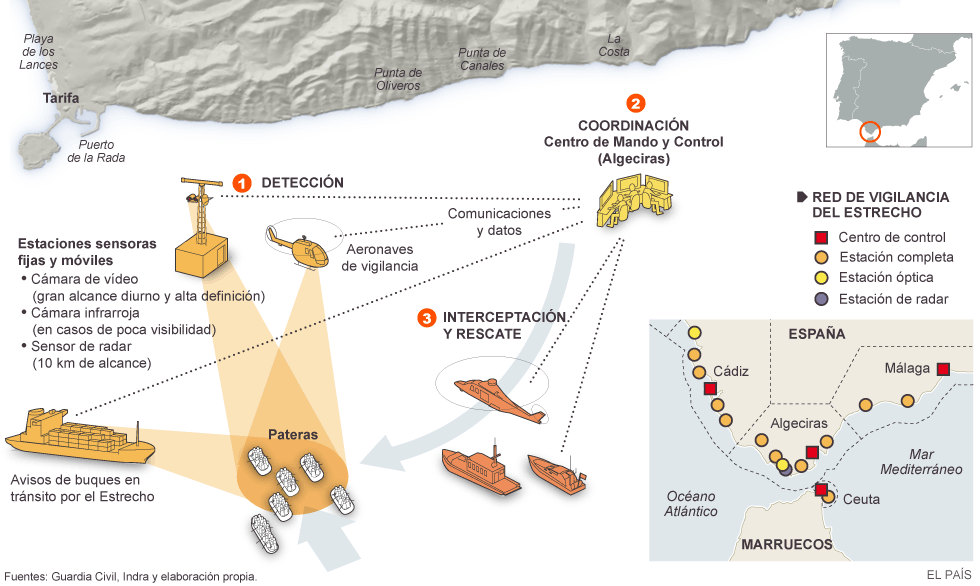 Playa
de los
Lances
Tarifa
Puerto
de la Rada
Punta de
Oliveros
Punta de
Canales
La
Costa
1 DETECCIÓN
2
COORDINACIÓN
Centro de Mando y Control
(Algeciras)
Comunicaciones
y datos
Aeronaves
de vigilancia
Estaciones sensoras
fijas y móviles
• Cámara de vídeo
(gran alcance diurno y alta definición)
• Cámara infrarroja
(en casos de poca visibilidad)
• Sensor de radar
(10 km de alcance)
3 INTERCEPTACIÓN
Y RESCATE
Pateras
Avisos de buques en
tránsito por el Estrecho
RED DE VIGILANCIA
DEL ESTRECHO
Centro de control
Estación completa
Estación óptica
Estación de radar
ESPAÑA
Cádiz
Málaga
Algeciras
Mar
Mediterráneo
Océano
Atlántico
Ceuta
MARRUECOS
Fuentes: Guardia Civil, Indra y elaboración propia.
EL PAÍS